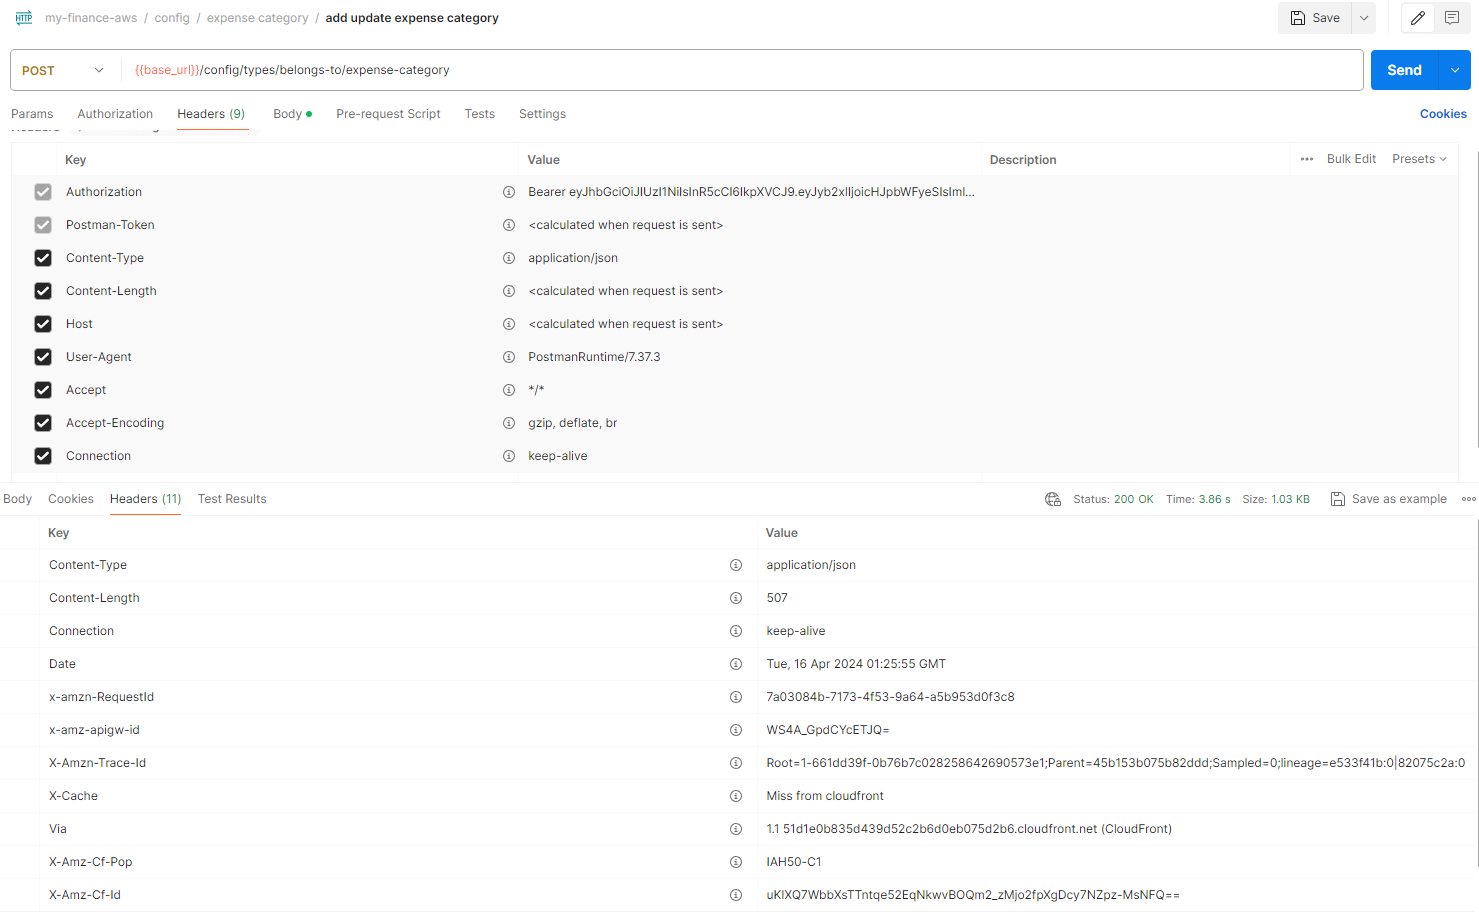 HTTP my-finance-aws / config / expense category / add update expense category Save
POST {{base_url}}/config/types/belongs-to/expense-category Send
Params Authorization Headers (9) Body Pre-request Script Tests Settings Cookies
Key Value Description Bulk Edit Presets
Authorization Bearer eyJhbGciOiJIUzI1NiIsInR5cCI6IkpXVCJ9.eyJyb2xlIjoicHJpbWFyeSIsImI...
Postman-Token <calculated when request is sent>
Content-Type application/json
Content-Length <calculated when request is sent>
Host <calculated when request is sent>
User-Agent PostmanRuntime/7.37.3
Accept */*
Accept-Encoding gzip, deflate, br
Connection keep-alive
Body Cookies Headers (11) Test Results Status: 200 OK Time: 3.86 s Size: 1.03 KB Save as example
Key Value
Content-Type application/json
Content-Length 507
Connection keep-alive
Date Tue, 16 Apr 2024 01:25:55 GMT
x-amzn-RequestId 7a03084b-7173-4f53-9a64-a5b953d0f3c8
x-amz-apigw-id WS4A_GpdCYcETJQ=
X-Amzn-Trace-Id Root=1-661dd39f-0b76b7c028258642690573e1;Parent=45b153b075b82ddd;Sampled=0;lineage=e533f41b:0|82075c2a:0
X-Cache Miss from cloudfront
Via 1.1 51d1e0b835d439d52c2b6d0eb075d2b6.cloudfront.net (CloudFront)
X-Amz-Cf-Pop IAH50-C1
X-Amz-Cf-Id uKIXQ7WbbXsTTntqe52EqNkwvBOQm2_zMjo2fpXgDcy7NZpz-MsNFQ==